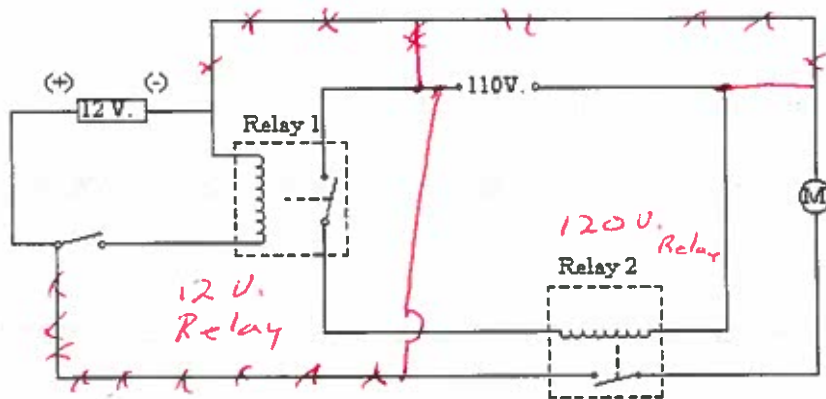 (+) (-)
12 V.
110V.
Relay 1
M
120 V.
Relay
Relay 2
12 V.
Relay